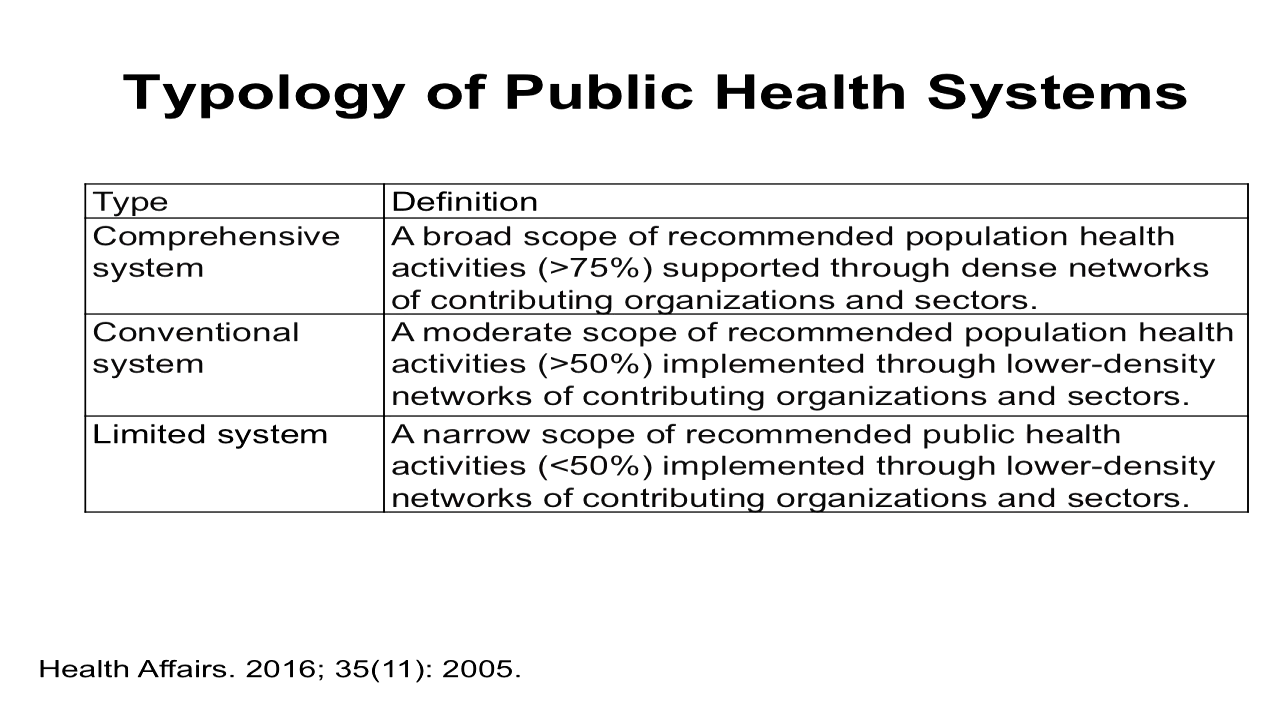 Typology of Public Health Systems
Type
Definition
Comprehensive
system
A broad scope of recommended population health
activities (>75%) supported through dense networks
of contributing organizations and sectors.
Conventional
system
A moderate scope of recommended population health
activities (>50%) implemented through lower-density
networks of contributing organizations and sectors.
Limited system
A narrow scope of recommended public health
activities (<50%) implemented through lower-density
networks of contributing organizations and sectors.
Health Affairs. 2016; 35(11): 2005.